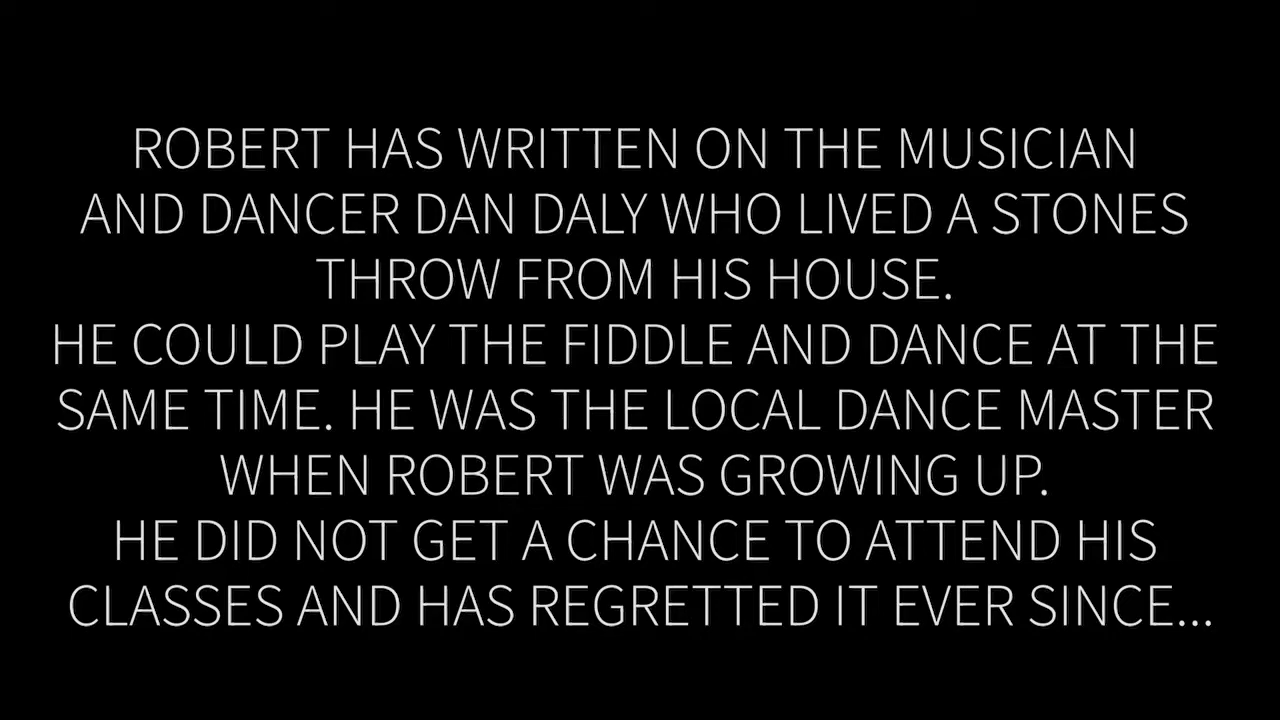 ROBERT HAS WRITTEN ON THE MUSICIAN
AND DANCER DAN DALY WHO LIVED A STONES
THROW FROM HIS HOUSE.
HE COULD PLAY THE FIDDLE AND DANCE AT THE
SAME TIME. HE WAS THE LOCAL DANCE MASTER
WHEN ROBERT WAS GROWING UP.
HE DID NOT GET A CHANCE TO ATTEND HIS
CLASSES AND HAS REGRETTED IT EVER SINCE...